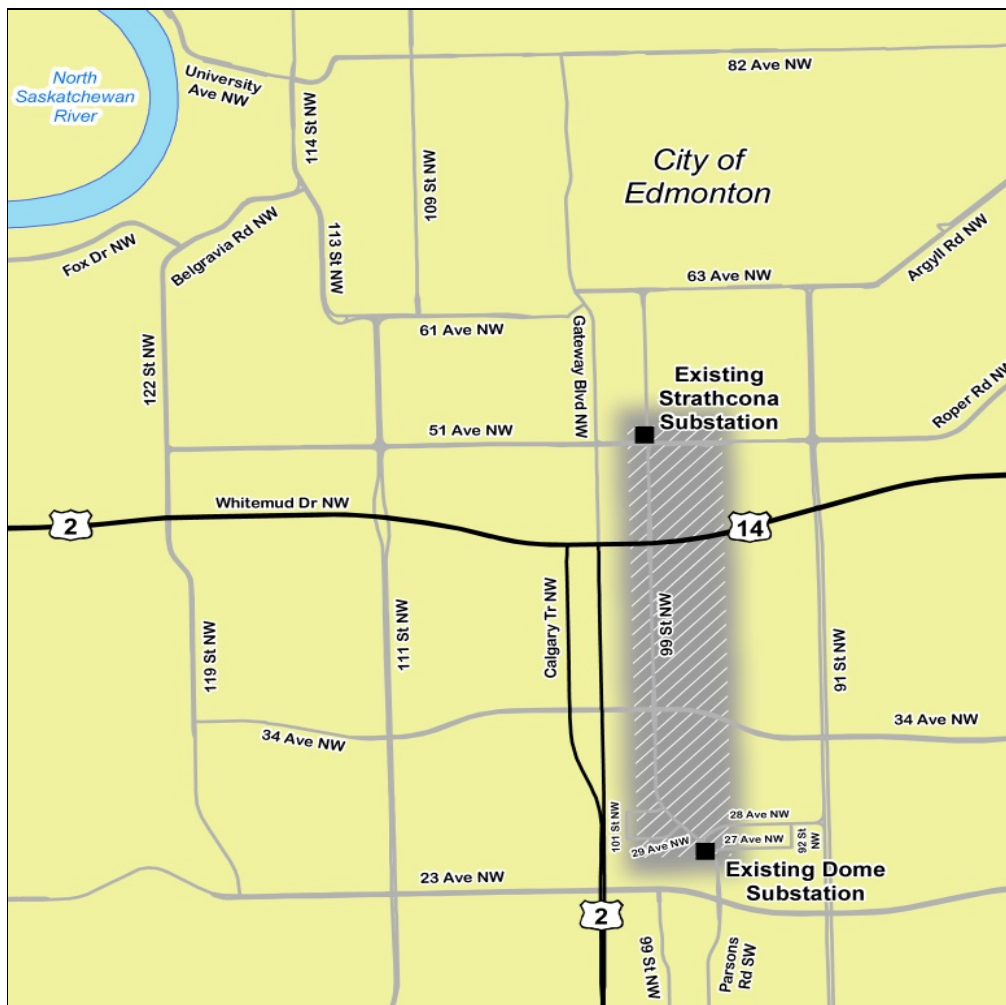 82 Ave NW
University
Ave NW
North
Saskatchewan
River
114 St NW
109 St NW
City of
Edmonton
Fox Dr NW
Belgravia Rd NW
113 St NW
Argyll Rd NW
63 Ave NW
61 Ave NW
Gateway Blvd NW
122 St NW
Existing
Strathcona
Substation
Roper Rd NW
51 Ave NW
Whitemud Dr NW
2
14
Calgary Tr NW
99 St NW
119 St NW
111 St NW
91 St NW
34 Ave NW
34 Ave NW
101 St NW
28 Ave NW
29 Ave NW
27 Ave NW
92 St
NW
Existing Dome
Substation
23 Ave NW
2
99 St NW
Parsons
Rd SW